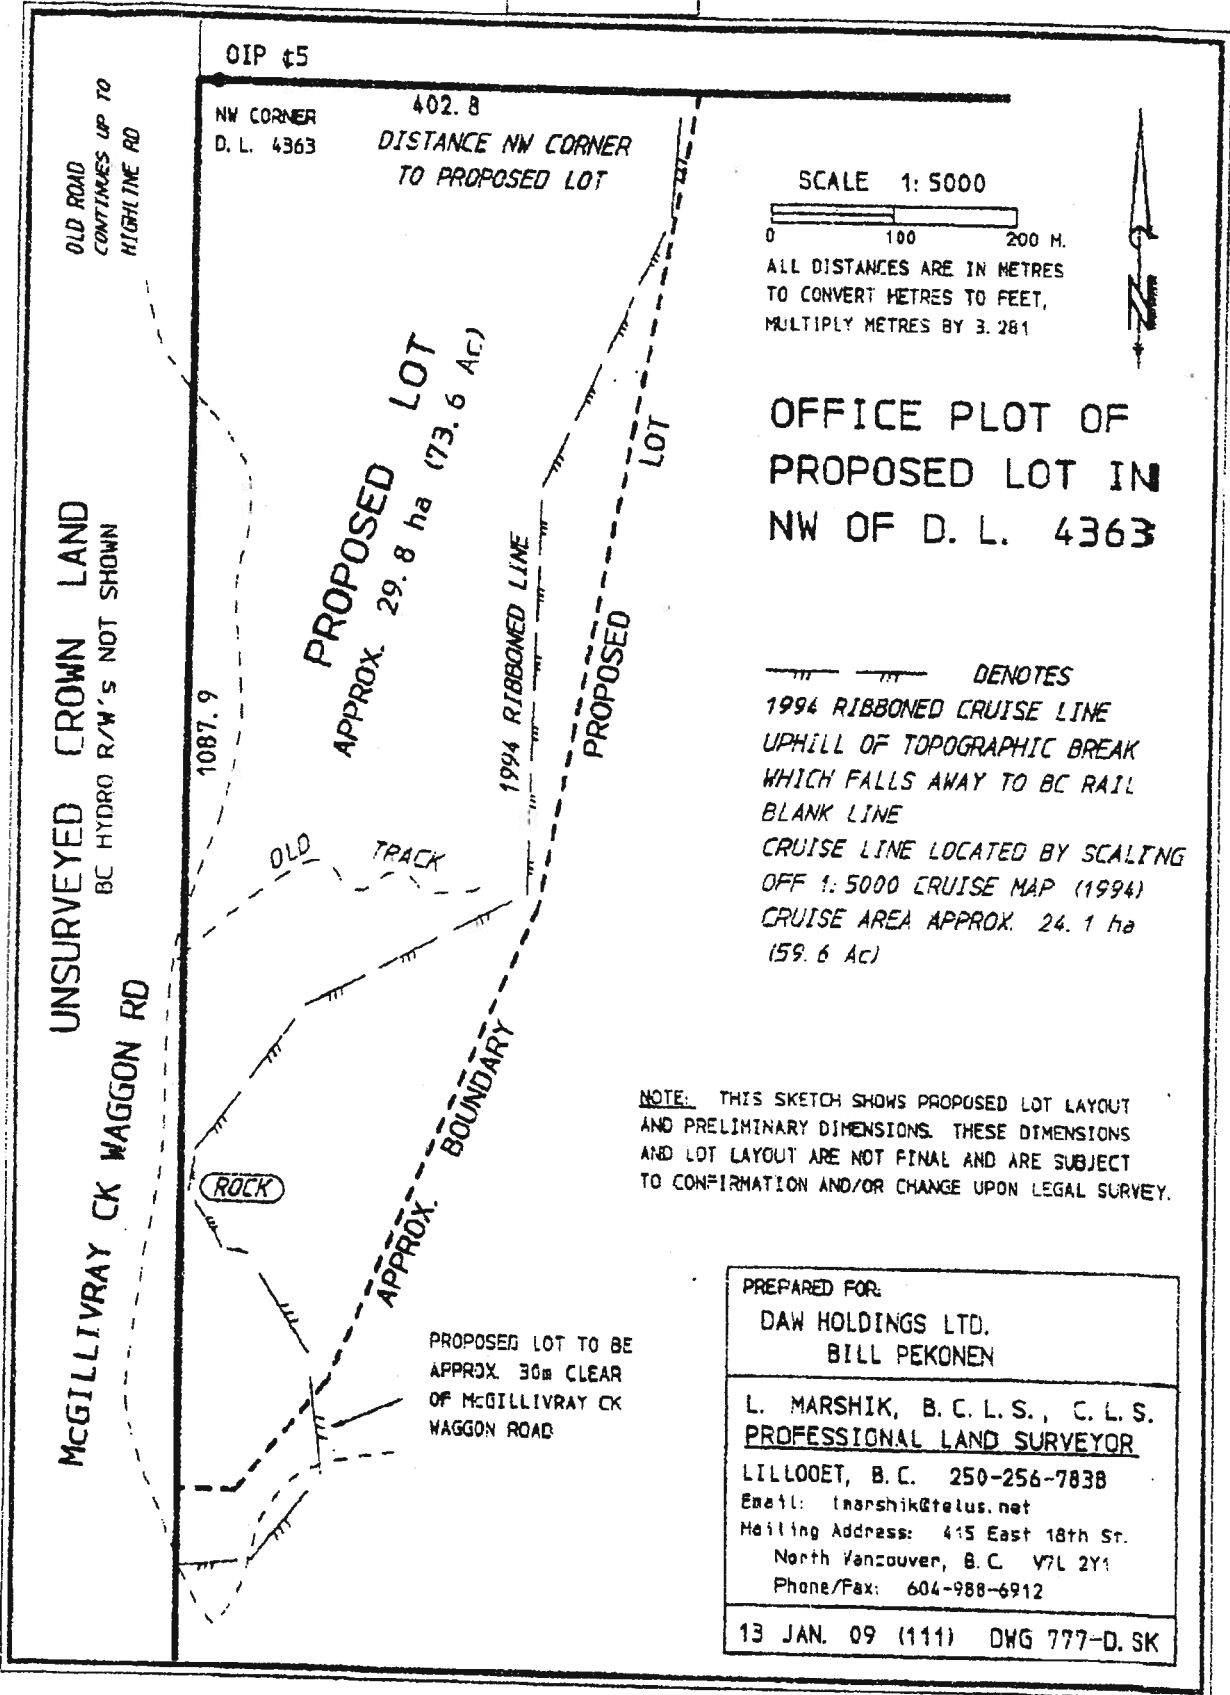 OIP ¢5
NW CORNER
D. L. 4363
402. 8
DISTANCE NW CORNER
TO PROPOSED LOT
OLD ROAD
CONTINUES UP TO
HIGHLINE RD
SCALE 1: 5000
0 100 200 M.
ALL DISTANCES ARE IN METRES
TO CONVERT METRES TO FEET,
MULTIPLY METRES BY 3. 281
N
OFFICE PLOT OF
PROPOSED LOT IN
NW OF D. L. 4363
PROPOSED LOT
APPROX. 29. 8 ha (73. 6 Ac)
1994 RIBBONED LINE
APPROX. BOUNDARY PROPOSED LOT
UNSURVEYED CROWN LAND
BC HYDRO R/W's NOT SHOWN
1087. 9
OLD TRACK
McGILLIVRAY CK WAGGON RD
ROCK
DENOTES
1994 RIBBONED CRUISE LINE
UPHILL OF TOPOGRAPHIC BREAK
WHICH FALLS AWAY TO BC RAIL
BLANK LINE
CRUISE LINE LOCATED BY SCALING
OFF 1: 5000 CRUISE MAP (1994)
CRUISE AREA APPROX. 24. 1 ha
(59. 6 Ac)
NOTE: THIS SKETCH SHOWS PROPOSED LOT LAYOUT
AND PRELIMINARY DIMENSIONS. THESE DIMENSIONS
AND LOT LAYOUT ARE NOT FINAL AND ARE SUBJECT
TO CONFIRMATION AND/OR CHANGE UPON LEGAL SURVEY.
PROPOSED LOT TO BE
APPROX. 30m CLEAR
OF McGILLIVRAY CK
WAGGON ROAD
PREPARED FOR:
DAW HOLDINGS LTD.
BILL PEKONEN
L. MARSHIK, B. C. L. S., C. L. S.
PROFESSIONAL LAND SURVEYOR
LILLOOET, B. C. 250-256-7838
Email: lmarshik@telus.net
Mailing Address: 415 East 18th St.
North Vancouver, B. C. V7L 2Y1
Phone/Fax: 604-988-6912
13 JAN. 09 (111) DWG 777-D. SK